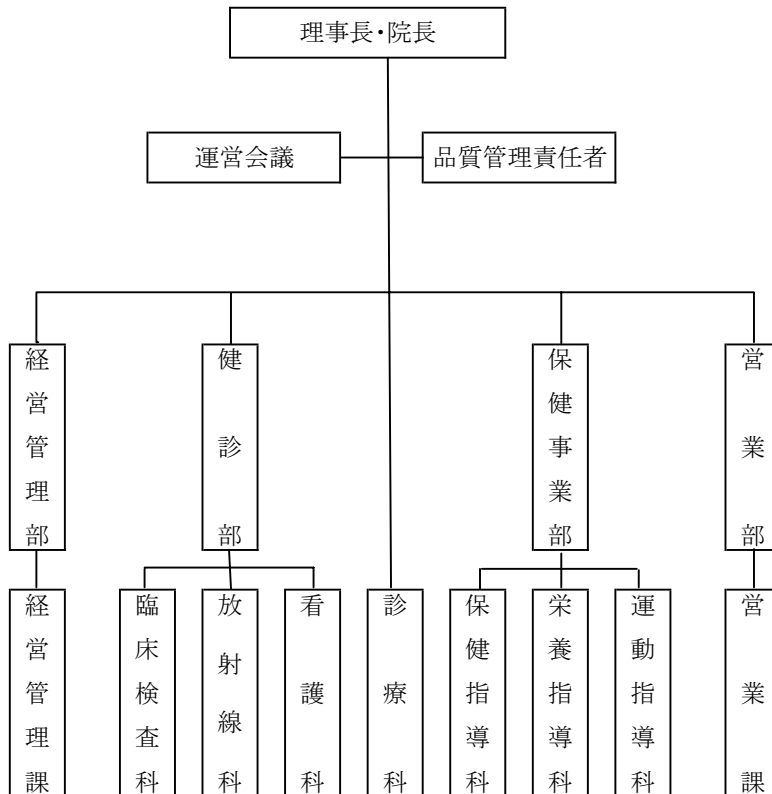 理事長・院長
運営会議
品質管理責任者
経営管理部
健診部
保健事業部
営業部
経営管理課
臨床検査科
放射線科
看護科
診療科
保健指導科
栄養指導科
運動指導科
営業課